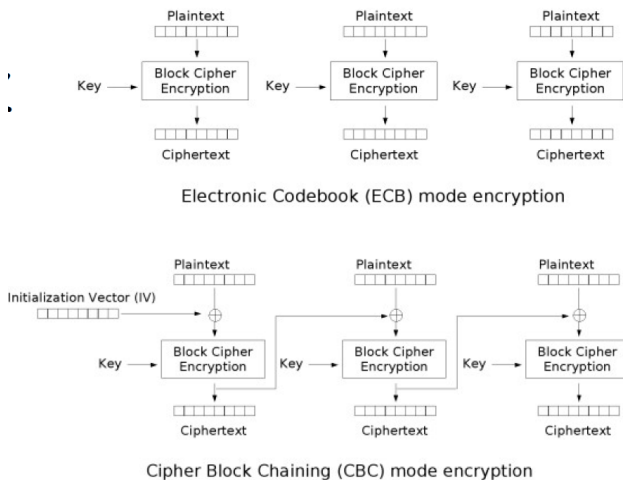 Plaintext Plaintext Plaintext
Key Block Cipher Encryption Key Block Cipher Encryption Key Block Cipher Encryption
Ciphertext Ciphertext Ciphertext
Electronic Codebook (ECB) mode encryption
Plaintext Plaintext Plaintext
Initialization Vector (IV)
Key Block Cipher Encryption Key Block Cipher Encryption Key Block Cipher Encryption
Ciphertext Ciphertext Ciphertext
Cipher Block Chaining (CBC) mode encryption